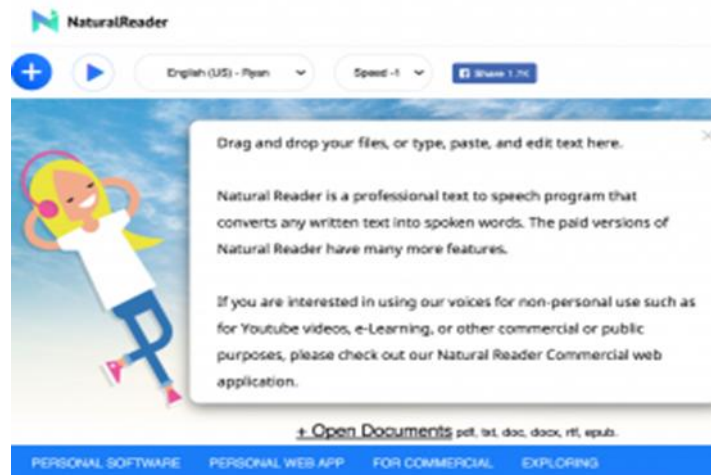 NaturalReader
English (US) - Ryan Speed -1 Share 1.7K
Drag and drop your files, or type, paste, and edit text here.
Natural Reader is a professional text to speech program that
converts any written text into spoken words. The paid versions of
Natural Reader have many more features.
If you are interested in using our voices for non-personal use such as
for Youtube videos, e-Learning, or other commercial or public
purposes, please check out our Natural Reader Commercial web
application.
+ Open Documents pdf, txt, doc, docx, rtf, epub.
PERSONAL SOFTWARE PERSONAL WEB APP FOR COMMERCIAL EXPLORING